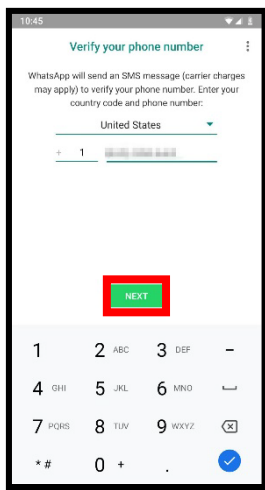 10:45
Verify your phone number
WhatsApp will send an SMS message (carrier charges
may apply) to verify your phone number. Enter your
country code and phone number:
United States
+ 1
NEXT
1 2 ABC 3 DEF -
4 GHI 5 JKL 6 MNO
7 PQRS 8 TUV 9 WXYZ
* # 0 + .